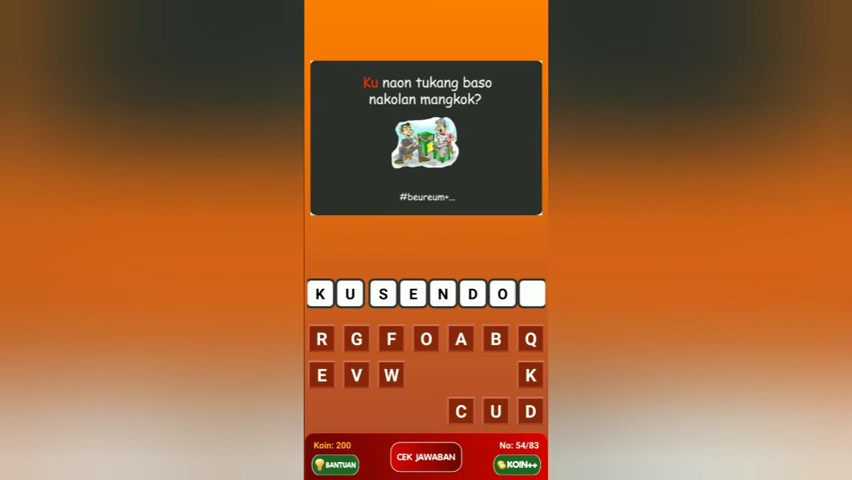 Ku naon tukang baso
nakolan mangkok?
#beureum+...
K U S E N D O
R G F O A B Q
E V W K
C U D
Koin: 200
No: 54/83
BANTUAN
CEK JAWABAN
KOIN++